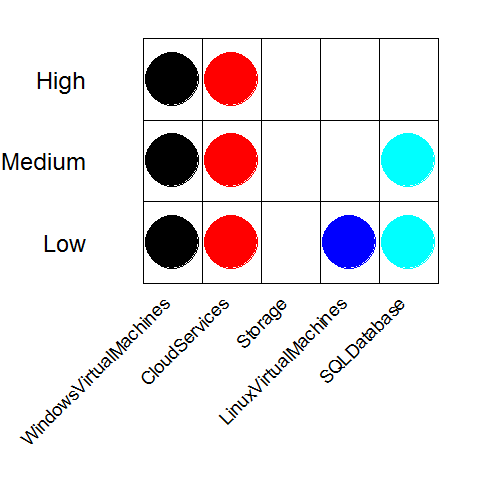 High
Medium
Low
WindowsVirtualMachines
CloudServices
Storage
LinuxVirtualMachines
SQLDatabase